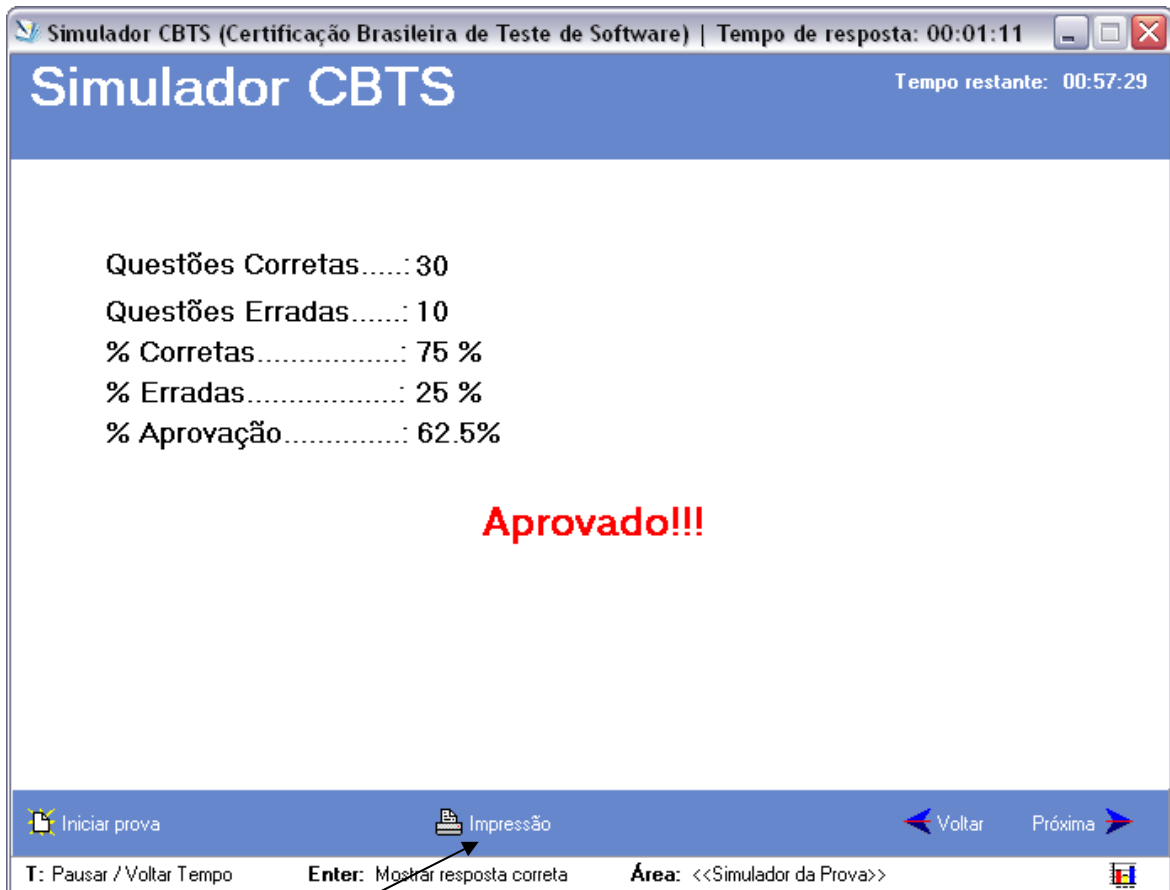 Simulador CBTS (Certificação Brasileira de Teste de Software) | Tempo de resposta: 00:01:11
Simulador CBTS
Tempo restante: 00:57:29
Questões Corretas.....: 30
Questões Erradas......: 10
% Corretas.................: 75 %
% Erradas..................: 25 %
% Aprovação..............: 62.5%
Aprovado!!!
Iniciar prova
Impressão
Voltar
Próxima
T: Pausar / Voltar Tempo
Enter: Mostrar resposta correta
Área: <<Simulador da Prova>>